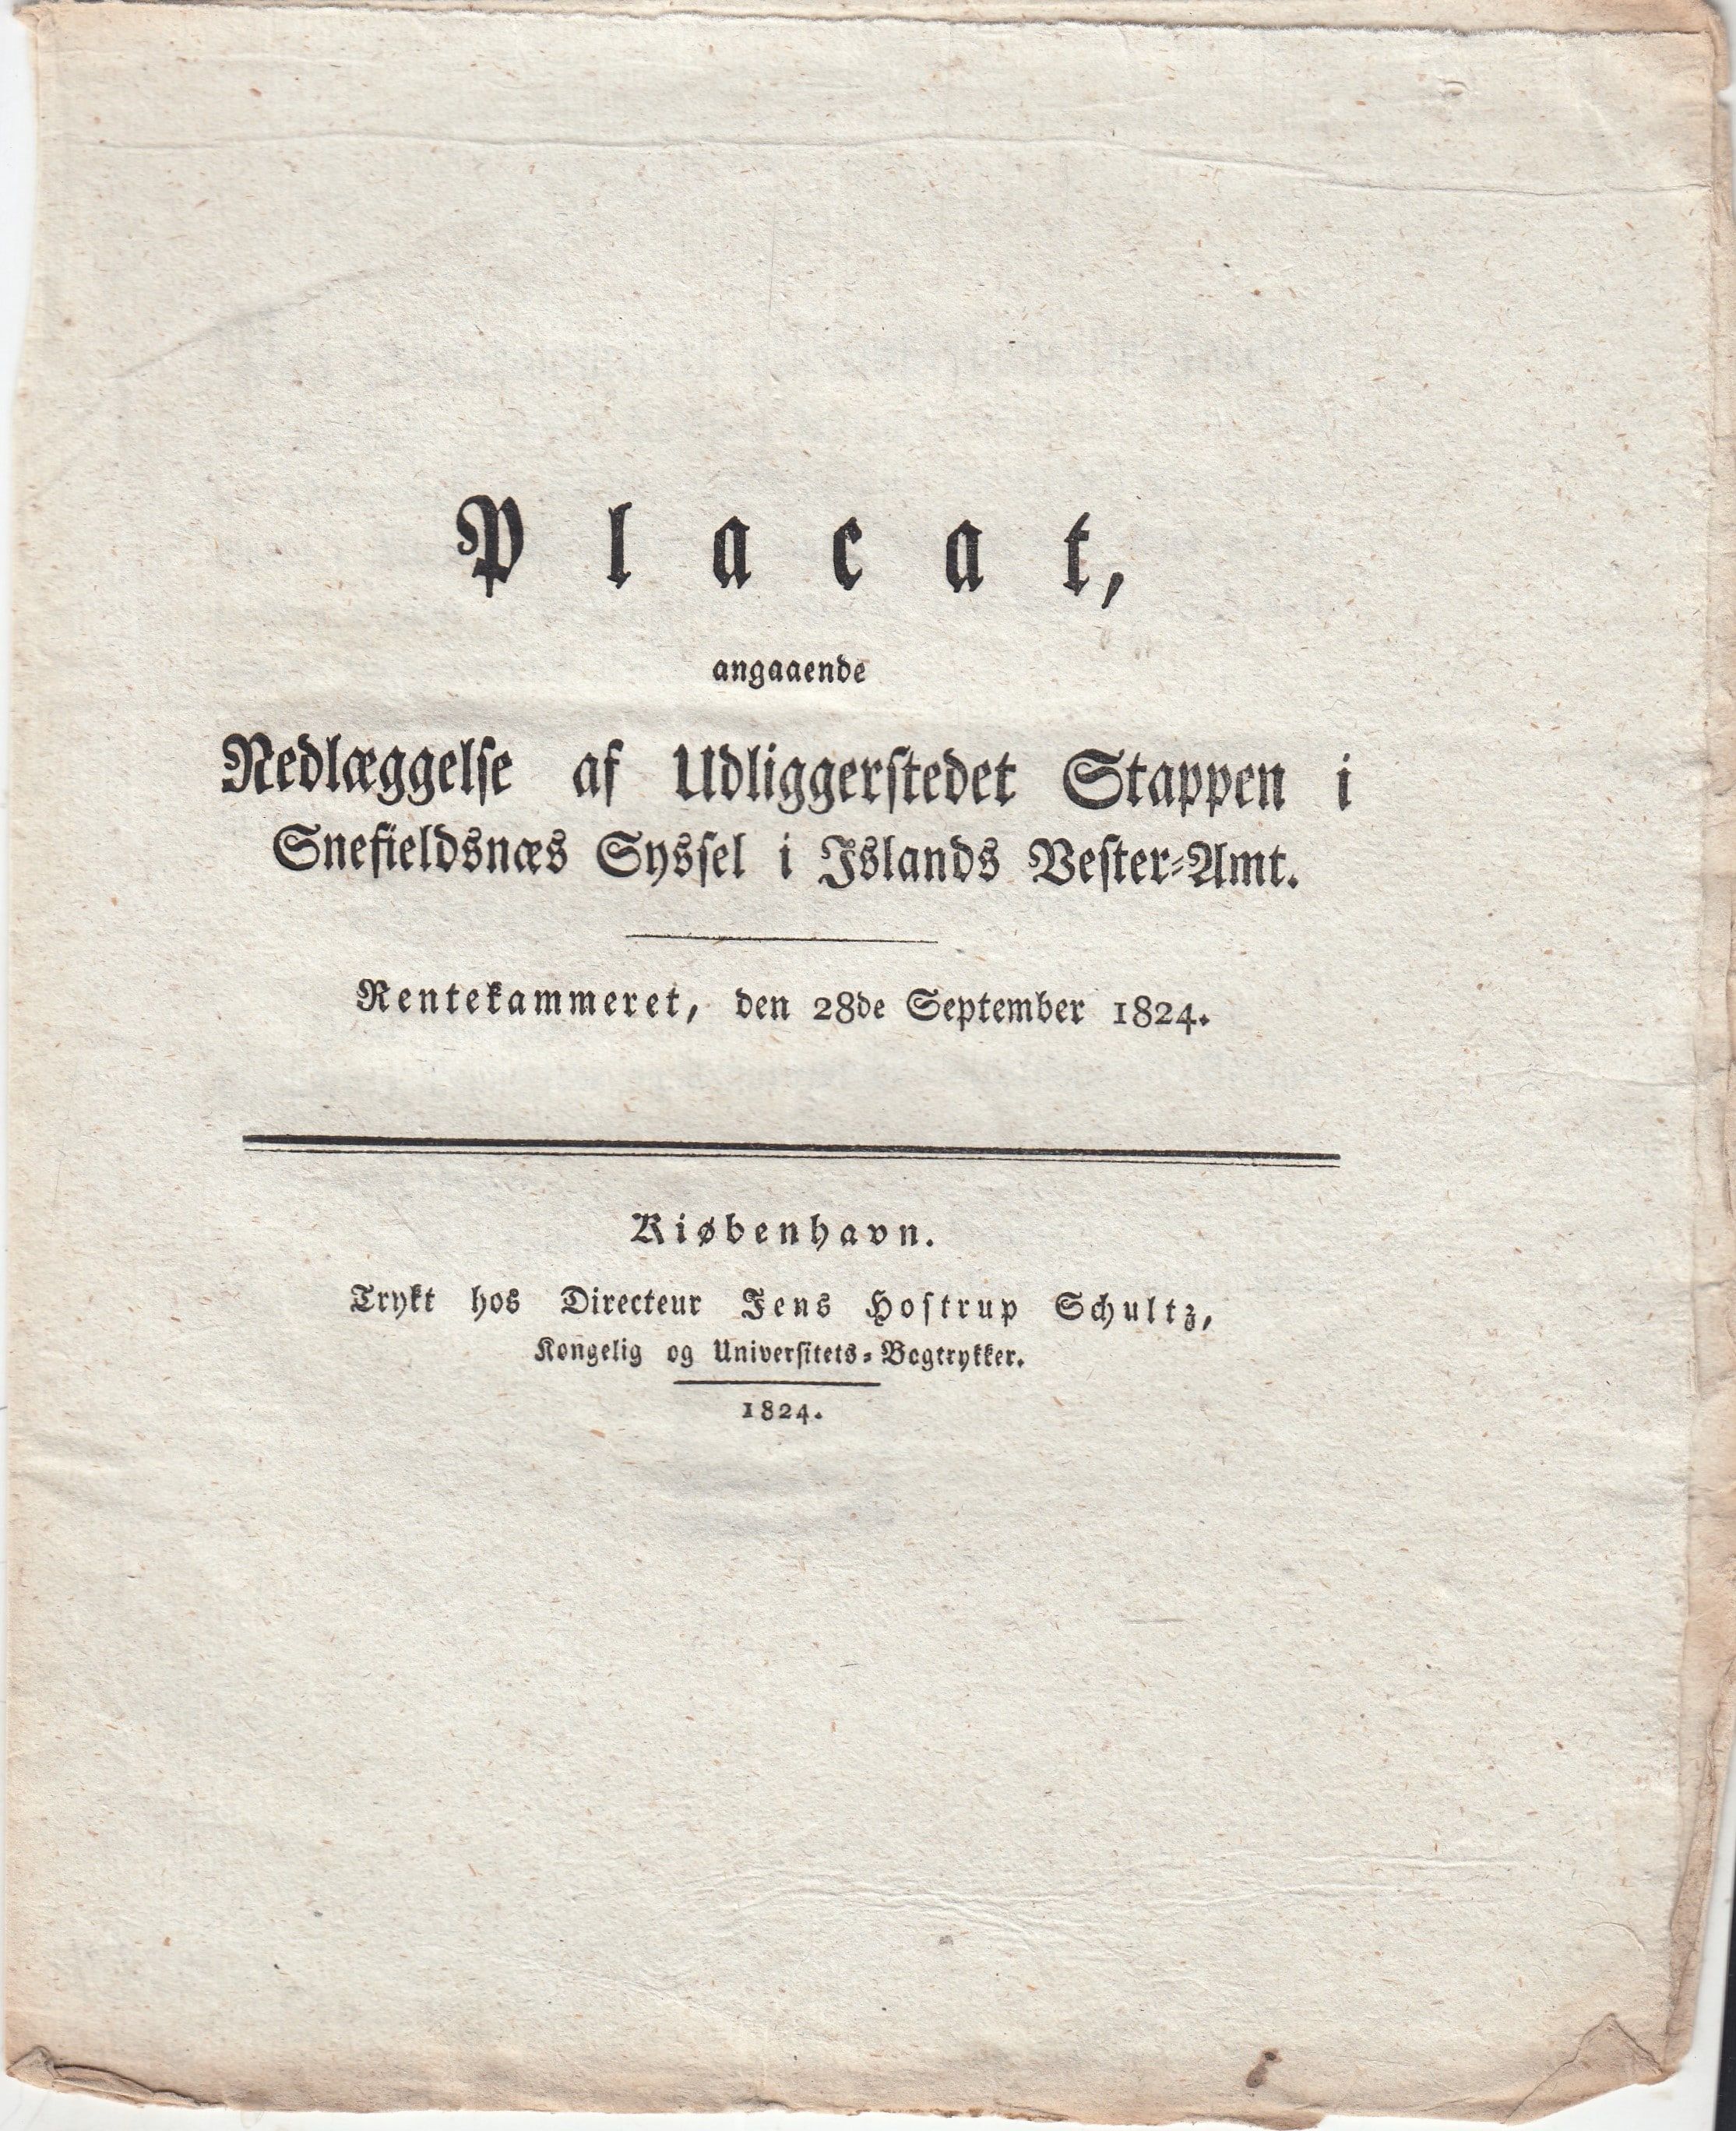 Placat,
angaaende
Nedlæggelse af Udliggerstedet Stappen i
Snefieldsnæs Syssel i Islands Vester-Amt.
Rentekammeret, den 28de September 1824.
Kiøbenhavn.
Trykt hos Directeur Jens Hostrup Schultz,
Kongelig og Universitets-Bogtrykker.
1824.